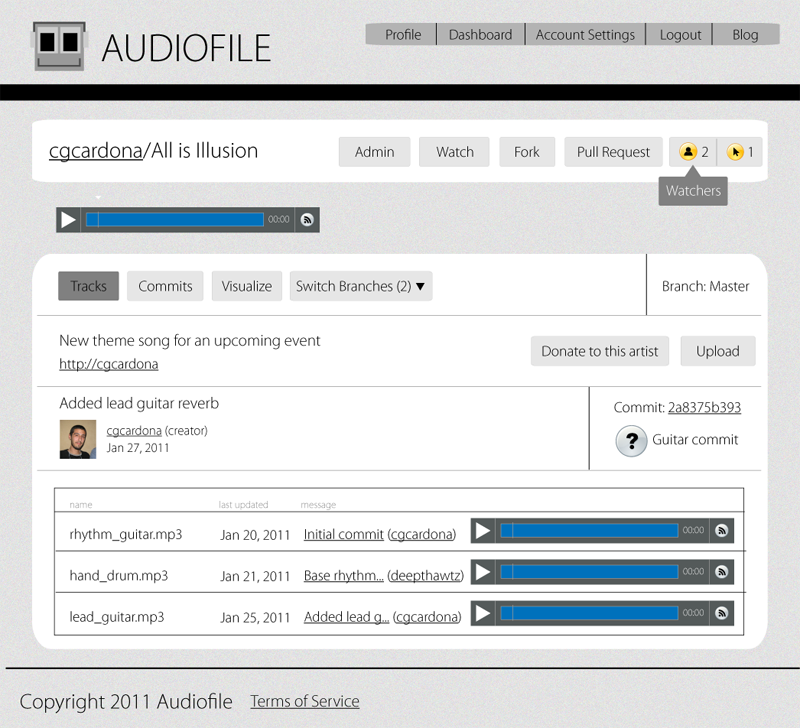 AUDIOFILE
Profile Dashboard Account Settings Logout Blog
cgcardona/All is Illusion Admin Watch Fork Pull Request 2 1
Watchers
00:00
Tracks Commits Visualize Switch Branches (2) ▼ Branch: Master
New theme song for an upcoming event
http://cgcardona
Donate to this artist Upload
Added lead guitar reverb
cgcardona (creator)
Jan 27, 2011
Commit: 2a8375b393
? Guitar commit
name last updated message
rhythm_guitar.mp3 Jan 20, 2011 Initial commit (cgcardona) 00:00
hand_drum.mp3 Jan 21, 2011 Base rhythm... (deepthawtz) 00:00
lead_guitar.mp3 Jan 25, 2011 Added lead g... (cgcardona) 00:00
Copyright 2011 Audiofile Terms of Service